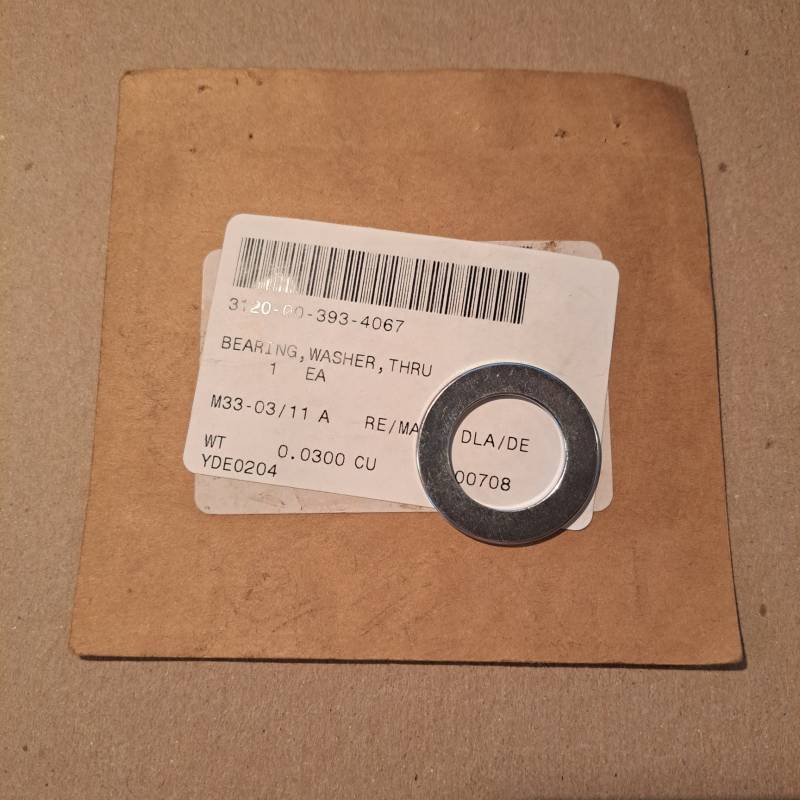 3120-00-393-4067
BEARING,WASHER,THRU
1 EA
M33-03/11 A RE/MA DLA/DE
WT 0.0300 CU 00708
YDE0204